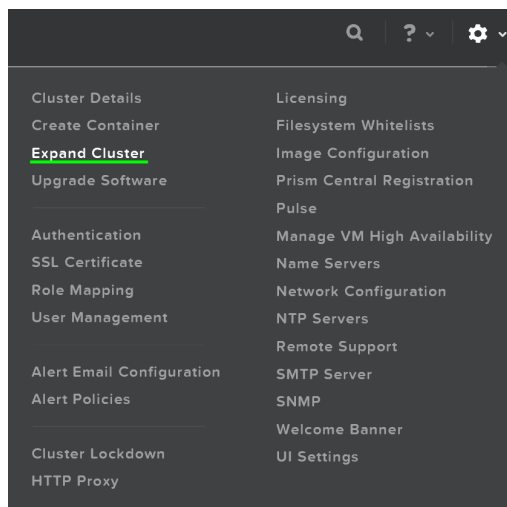 ?
Cluster Details
Create Container
Expand Cluster
Upgrade Software
Authentication
SSL Certificate
Role Mapping
User Management
Alert Email Configuration
Alert Policies
Cluster Lockdown
HTTP Proxy
Licensing
Filesystem Whitelists
Image Configuration
Prism Central Registration
Pulse
Manage VM High Availability
Name Servers
Network Configuration
NTP Servers
Remote Support
SMTP Server
SNMP
Welcome Banner
UI Settings